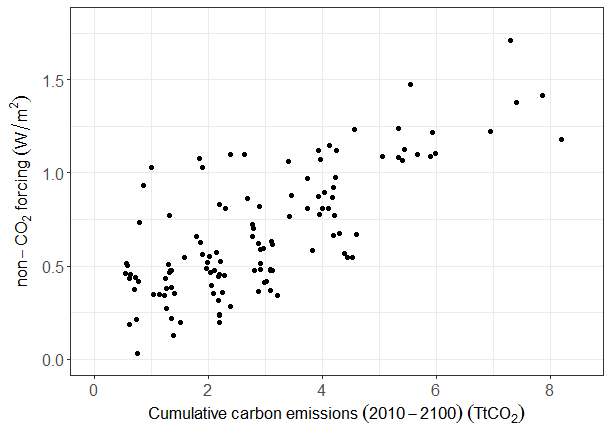 1.5
1.0
0.5
0.0
non – CO₂ forcing (W / m²)
0 2 4 6 8
Cumulative carbon emissions (2010 – 2100) (TtCO₂)